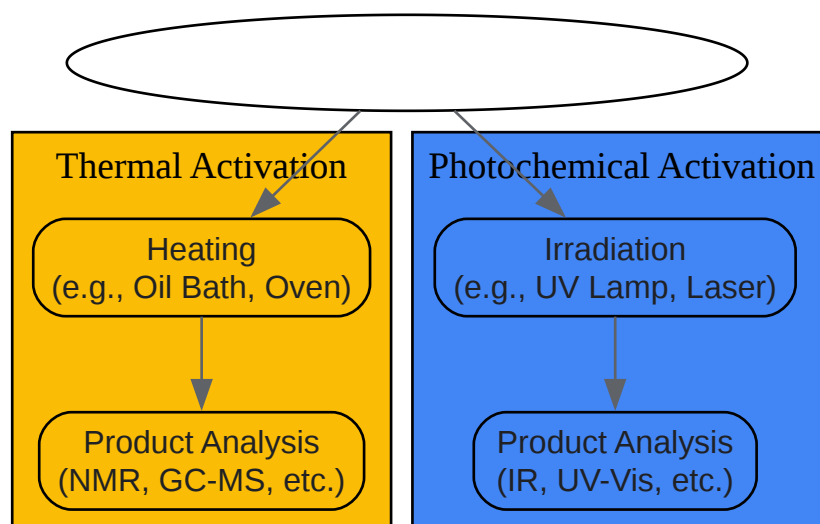 Thermal Activation
Heating
(e.g., Oil Bath, Oven)
Product Analysis
(NMR, GC-MS, etc.)
Photochemical Activation
Irradiation
(e.g., UV Lamp, Laser)
Product Analysis
(IR, UV-Vis, etc.)